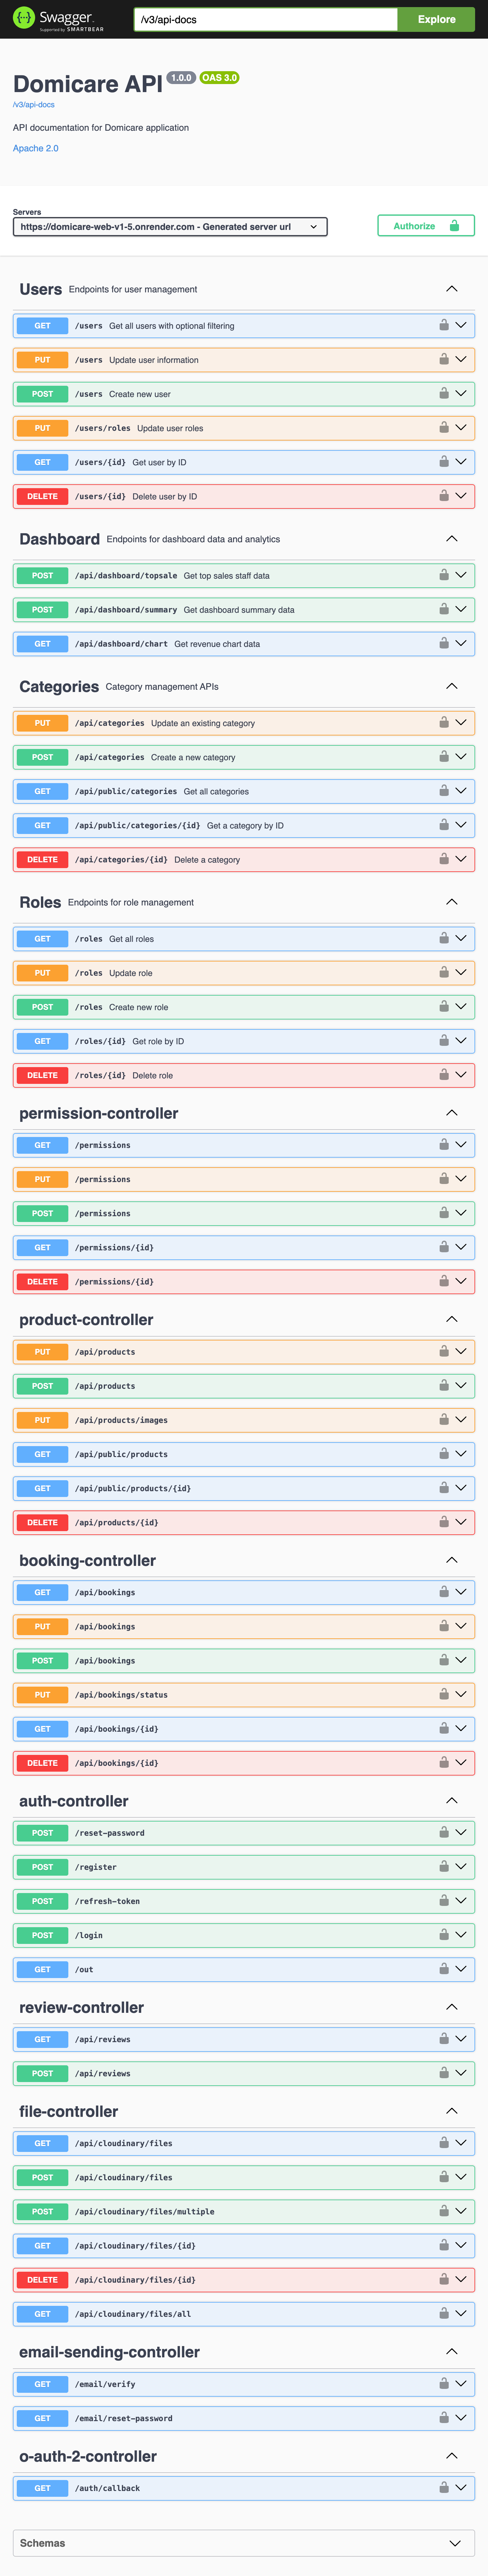 Swagger.
Supported by SMARTBEAR
/v3/api-docs
Explore
Domicare API 1.0.0 OAS 3.0
/v3/api-docs
API documentation for Domicare application
Apache 2.0
Servers
https://domicare-web-v1-5.onrender.com - Generated server url
Authorize
Users Endpoints for user management
GET /users Get all users with optional filtering
PUT /users Update user information
POST /users Create new user
PUT /users/roles Update user roles
GET /users/{id} Get user by ID
DELETE /users/{id} Delete user by ID
Dashboard Endpoints for dashboard data and analytics
POST /api/dashboard/topsale Get top sales staff data
POST /api/dashboard/summary Get dashboard summary data
GET /api/dashboard/chart Get revenue chart data
Categories Category management APIs
PUT /api/categories Update an existing category
POST /api/categories Create a new category
GET /api/public/categories Get all categories
GET /api/public/categories/{id} Get a category by ID
DELETE /api/categories/{id} Delete a category
Roles Endpoints for role management
GET /roles Get all roles
PUT /roles Update role
POST /roles Create new role
GET /roles/{id} Get role by ID
DELETE /roles/{id} Delete role
permission-controller
GET /permissions
PUT /permissions
POST /permissions
GET /permissions/{id}
DELETE /permissions/{id}
product-controller
PUT /api/products
POST /api/products
PUT /api/products/images
GET /api/public/products
GET /api/public/products/{id}
DELETE /api/products/{id}
booking-controller
GET /api/bookings
PUT /api/bookings
POST /api/bookings
PUT /api/bookings/status
GET /api/bookings/{id}
DELETE /api/bookings/{id}
auth-controller
POST /reset-password
POST /register
POST /refresh-token
POST /login
GET /out
review-controller
GET /api/reviews
POST /api/reviews
file-controller
GET /api/cloudinary/files
POST /api/cloudinary/files
POST /api/cloudinary/files/multiple
GET /api/cloudinary/files/{id}
DELETE /api/cloudinary/files/{id}
GET /api/cloudinary/files/all
email-sending-controller
GET /email/verify
GET /email/reset-password
o-auth-2-controller
GET /auth/callback
Schemas